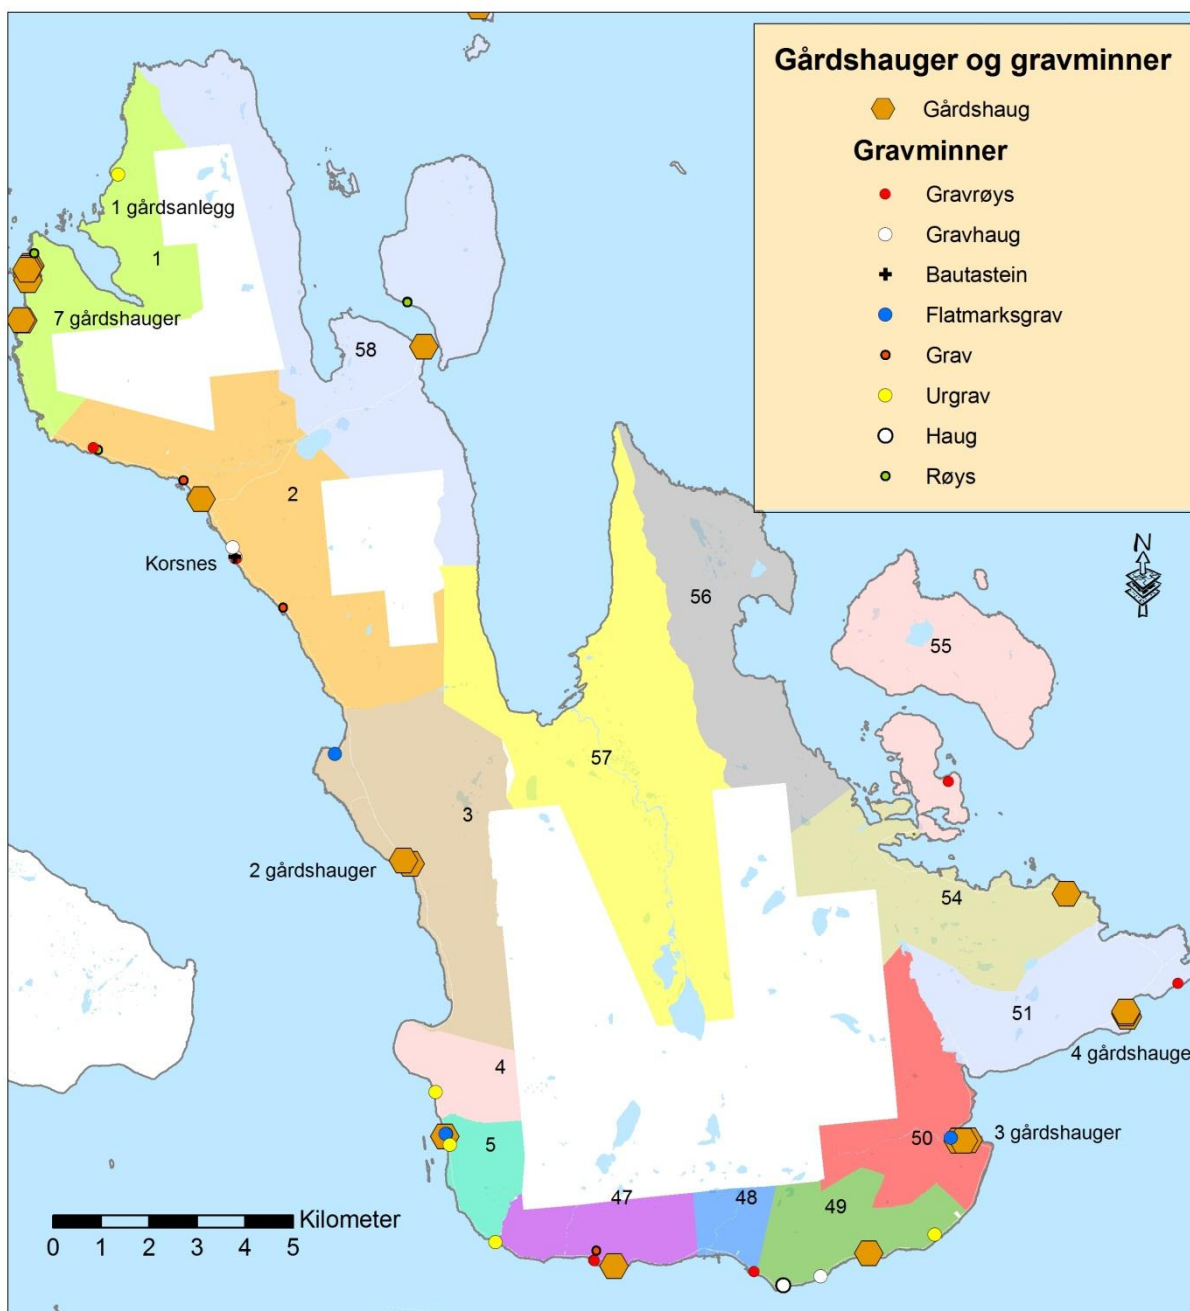 Gårdshauger og gravminner
Gårdshaug
Gravminner
Gravrøys
Gravhaug
Bautastein
Flatmarksgrav
Grav
Urgrav
Haug
Røys
1 gårdsanlegg
1
7 gårdshauger
58
2
Korsnes
N
56
55
57
3
2 gårdshauger
54
51
4 gårdshauge
4
50
3 gårdshauger
5
47
48
49
Kilometer
0 1 2 3 4 5